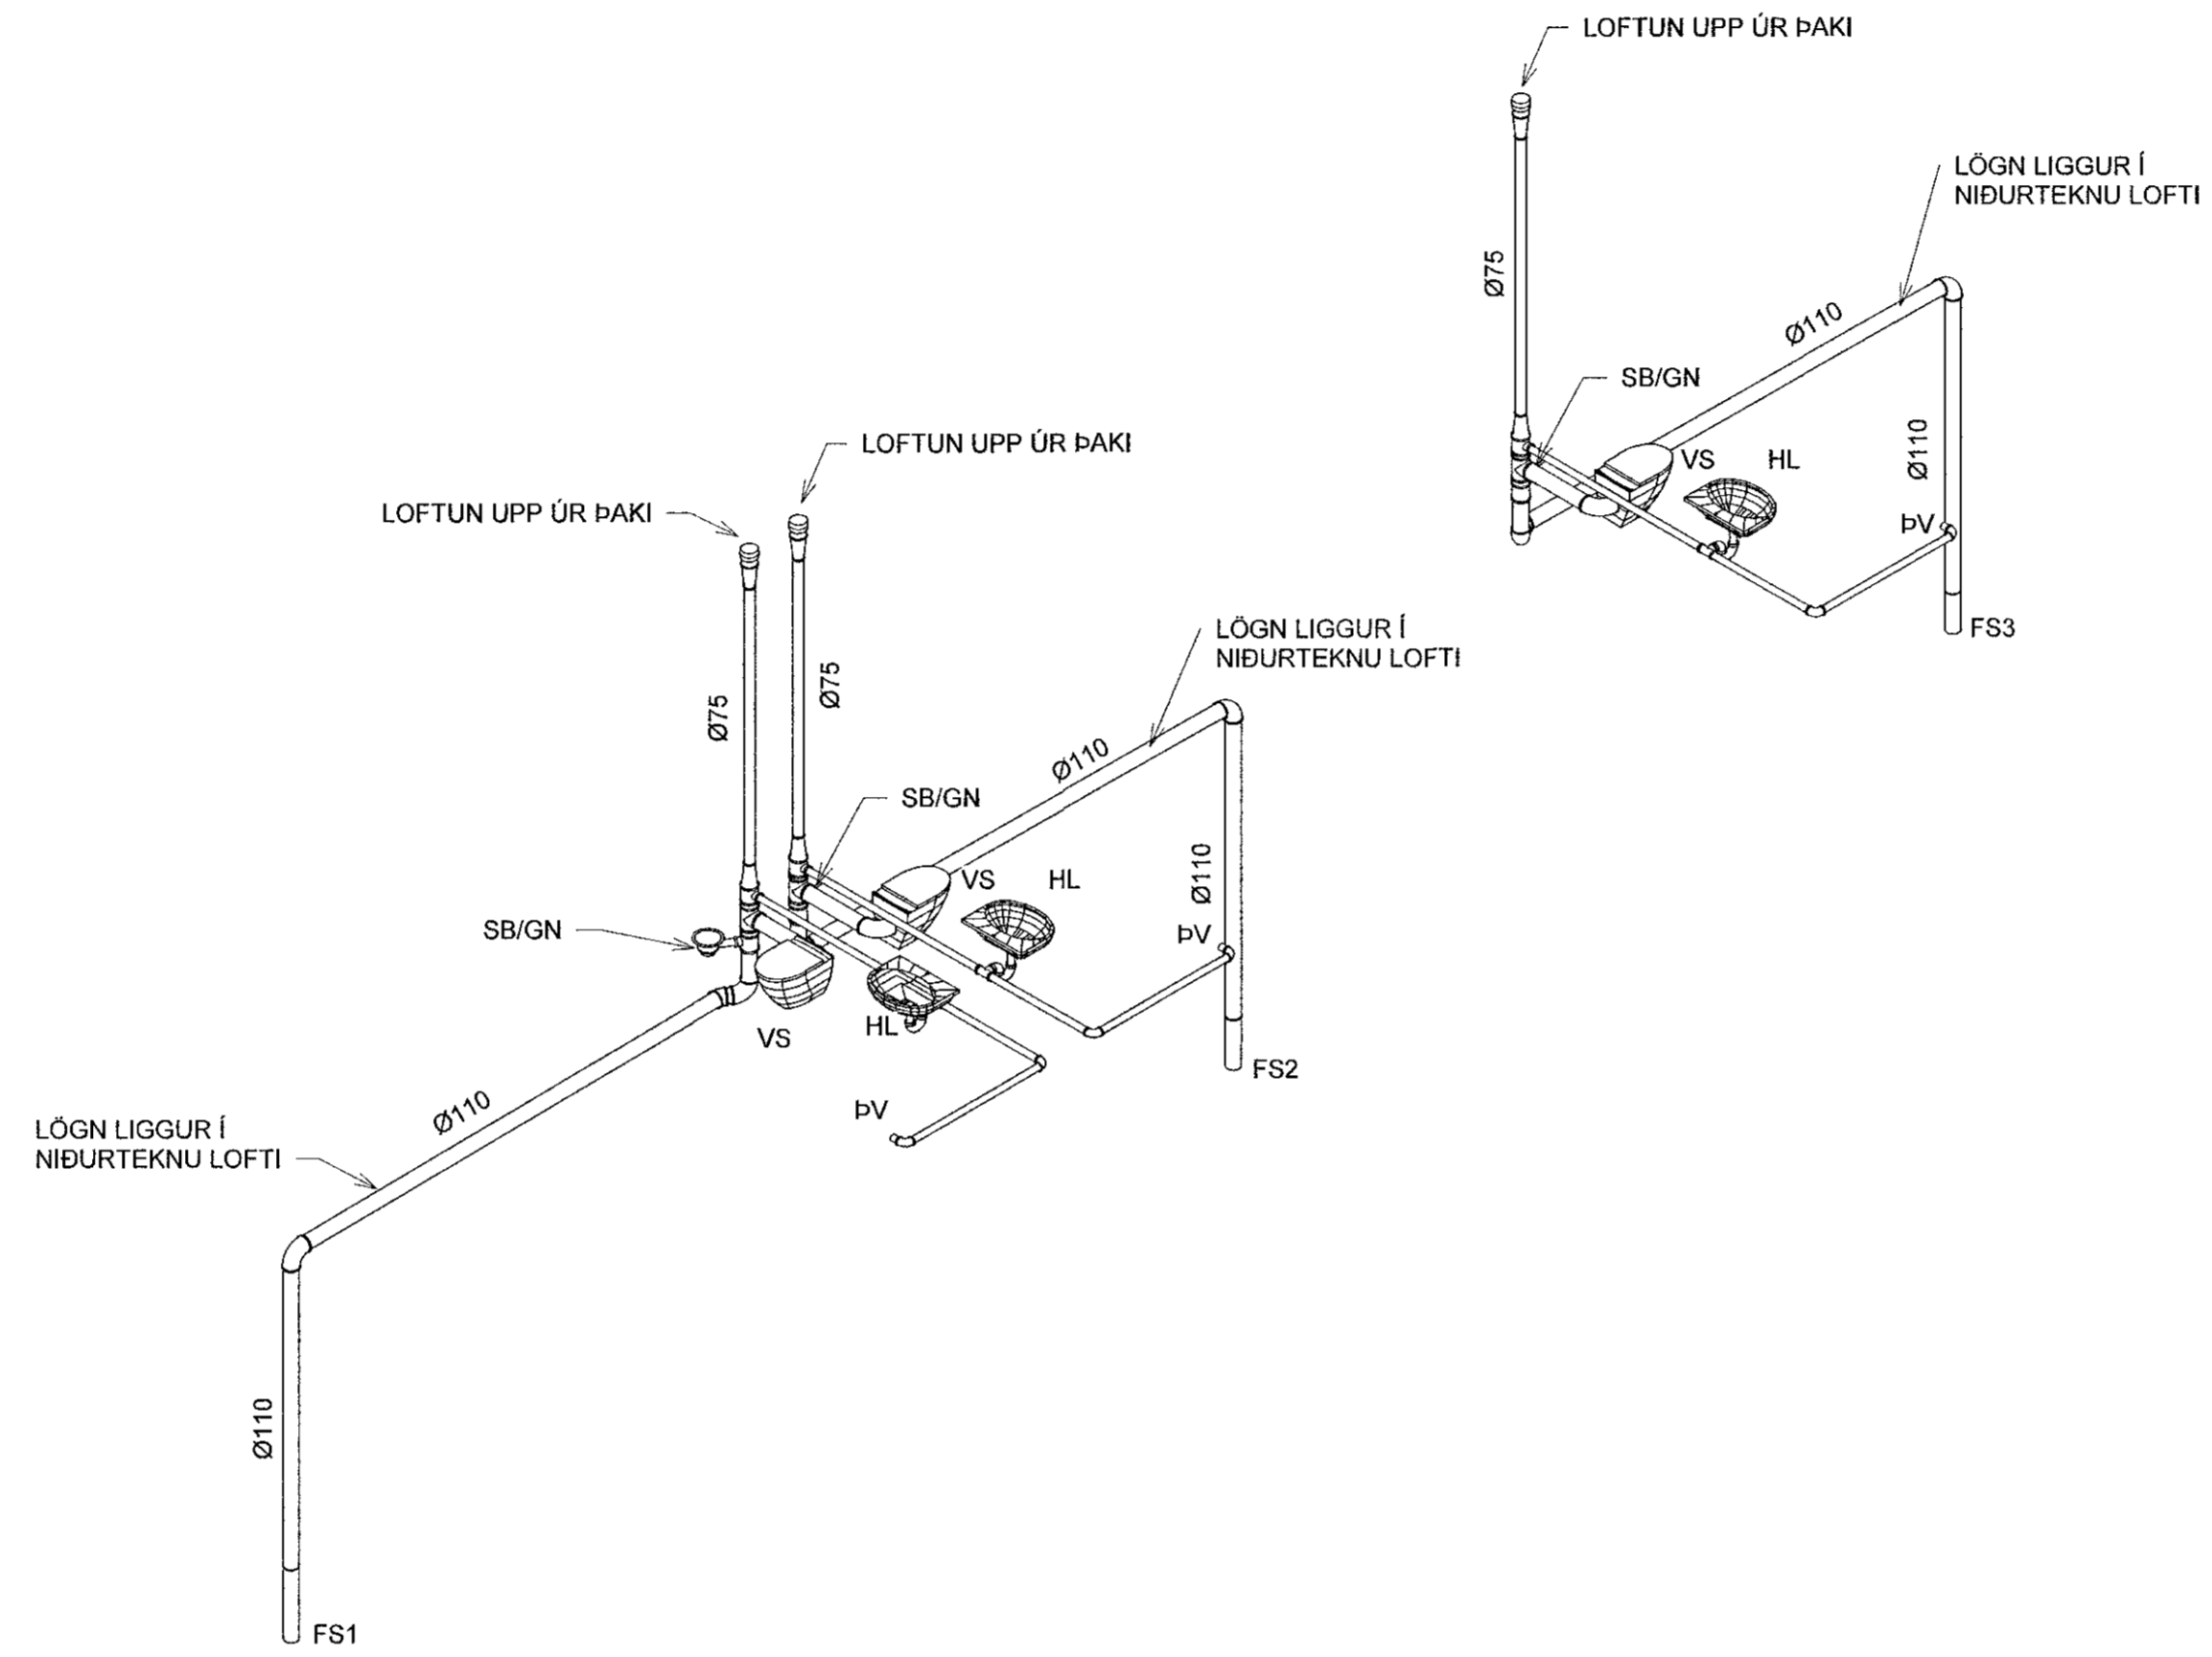 LOFTUN UPP ÚR ÞAKI
LÖGN LIGGUR Í
NIÐURTEKNU LOFTI
Ø75
Ø110
SB/GN
VS
HL
Ø110
ÞV
FS3
LOFTUN UPP ÚR ÞAKI
LOFTUN UPP ÚR ÞAKI
LÖGN LIGGUR Í
NIÐURTEKNU LOFTI
Ø75
Ø75
Ø110
SB/GN
VS
HL
Ø110
SB/GN
ÞV
VS
HL
FS2
ÞV
Ø110
LÖGN LIGGUR Í
NIÐURTEKNU LOFTI
Ø110
FS1